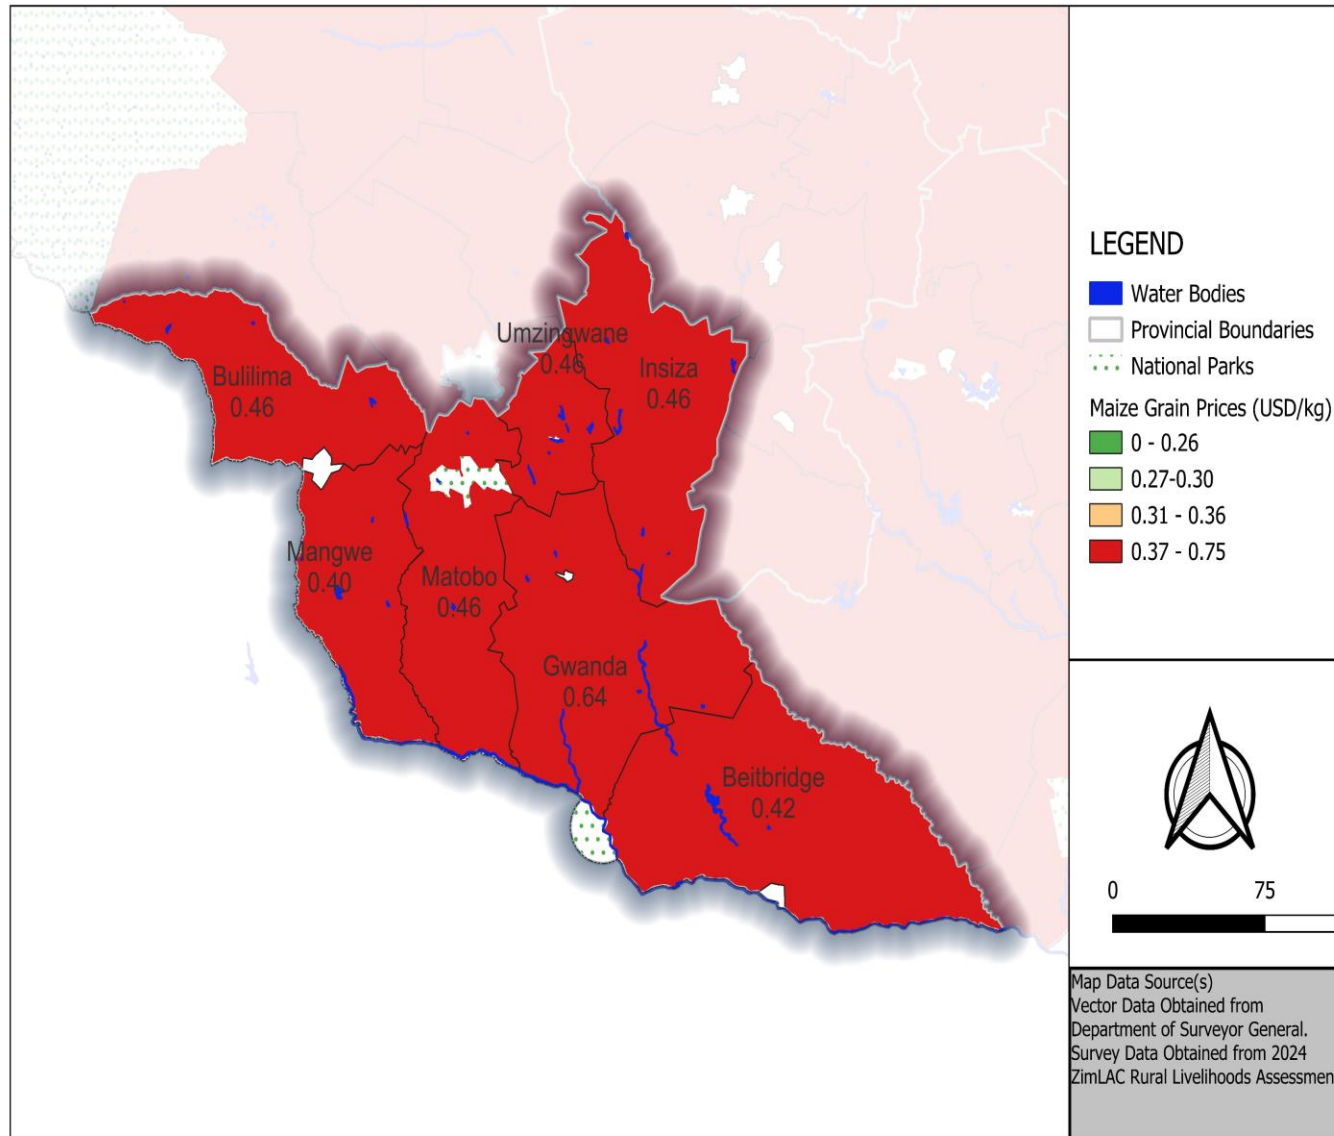 Umzingwane
0.46
Insiza
0.46
Bulilima
0.46
Mangwe
0.40
Matobo
0.46
Gwanda
0.64
Beitbridge
0.42
LEGEND
Water Bodies
Provincial Boundaries
National Parks
Maize Grain Prices (USD/kg)
0 - 0.26
0.27-0.30
0.31 - 0.36
0.37 - 0.75
0 75
Map Data Source(s)
Vector Data Obtained from
Department of Surveyor General.
Survey Data Obtained from 2024
ZimLAC Rural Livelihoods Assessmen